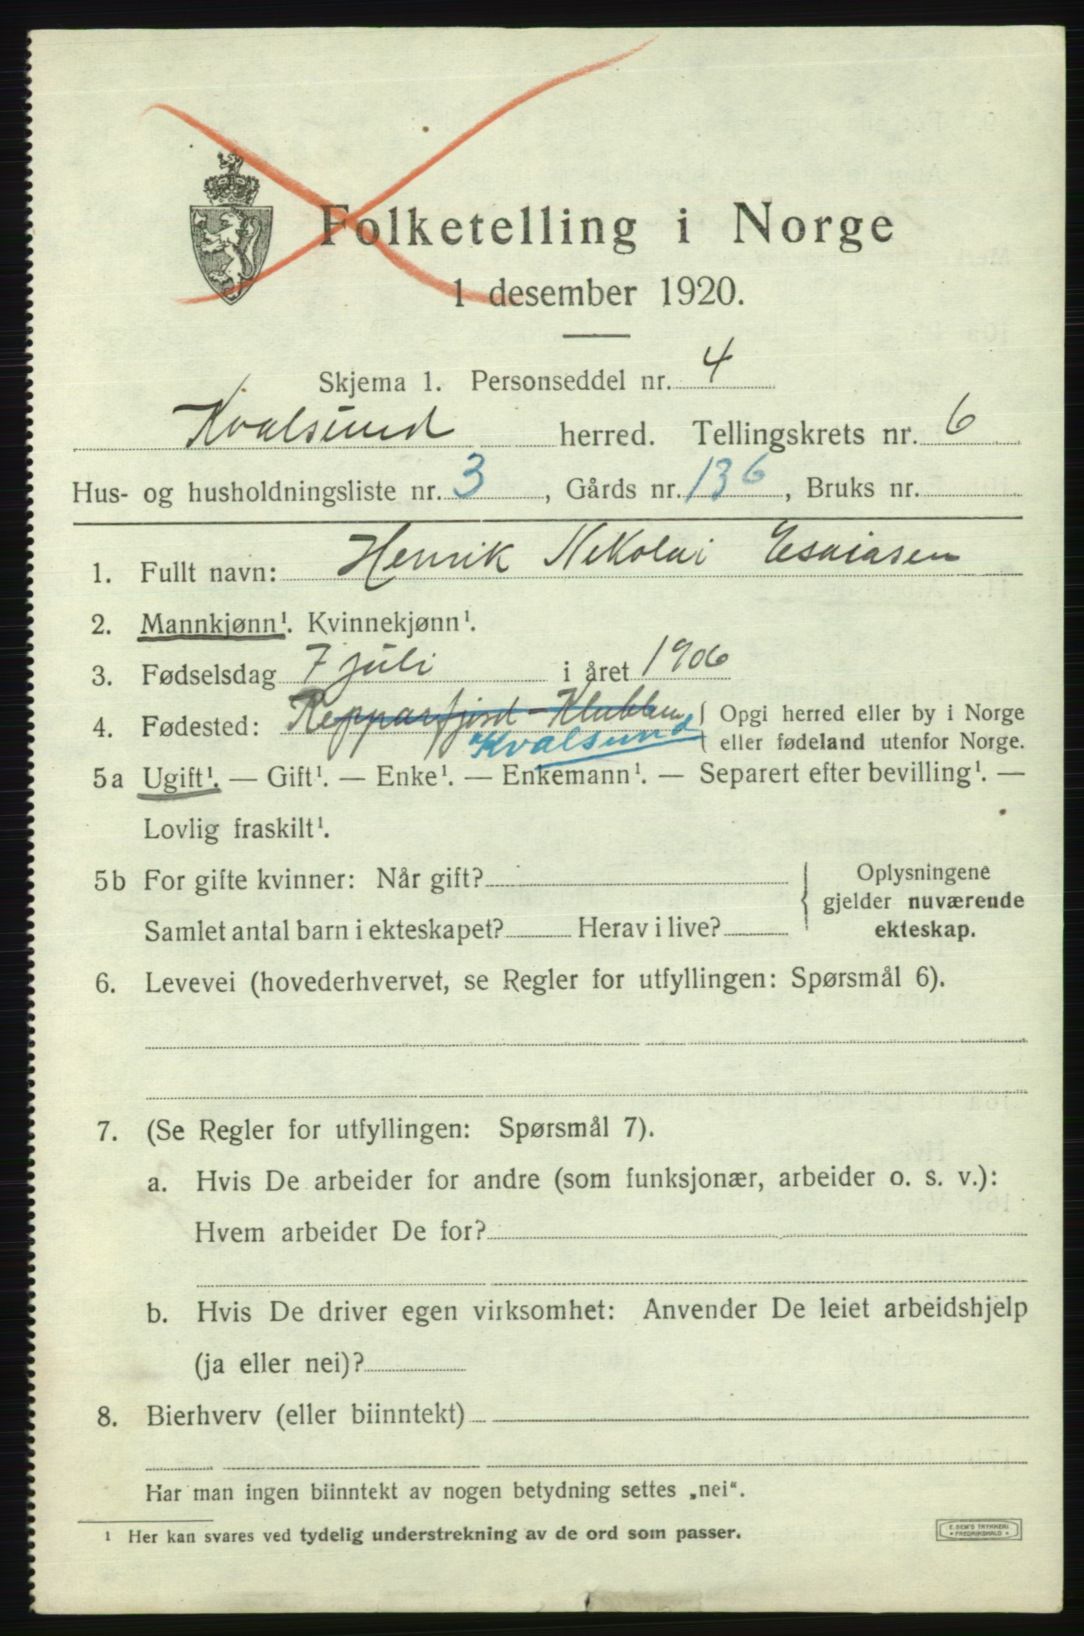 Folketelling i Norge
1 desember 1920.
Skjema 1. Personseddel nr. 4
Kvalsund herred. Tellingskrets nr. 6
Hus- og husholdningsliste nr. 3, Gårds nr. 136, Bruks nr.
1. Fullt navn: Henrik Nikolai Esaiasen
2. Mannkjønn¹. Kvinnekjønn¹.
3. Fødselsdag 7 juli i året 1906
4. Fødested: Repparfjord - Klubben Kvalsund { Opgi herred eller by i Norge
eller fødeland utenfor Norge.
5a Ugift¹. — Gift¹. — Enke¹. — Enkemann¹. — Separert efter bevilling¹. —
Lovlig fraskilt¹.
5b For gifte kvinner: Når gift?
Samlet antal barn i ekteskapet? Herav i live?
Oplysningene
gjelder nuværende
ekteskap.
6. Levevei (hovederhvervet, se Regler for utfyllingen: Spørsmål 6).
7. (Se Regler for utfyllingen: Spørsmål 7).
a. Hvis De arbeider for andre (som funksjonær, arbeider o. s. v.):
Hvem arbeider De for?
b. Hvis De driver egen virksomhet: Anvender De leiet arbeidshjelp
(ja eller nei)?
8. Bierhverv (eller biinntekt)
Har man ingen biinntekt av nogen betydning settes „nei“.
¹ Her kan svares ved tydelig understrekning av de ord som passer.
E. SEM'S TRYKKERI
FREDRIKSHALD